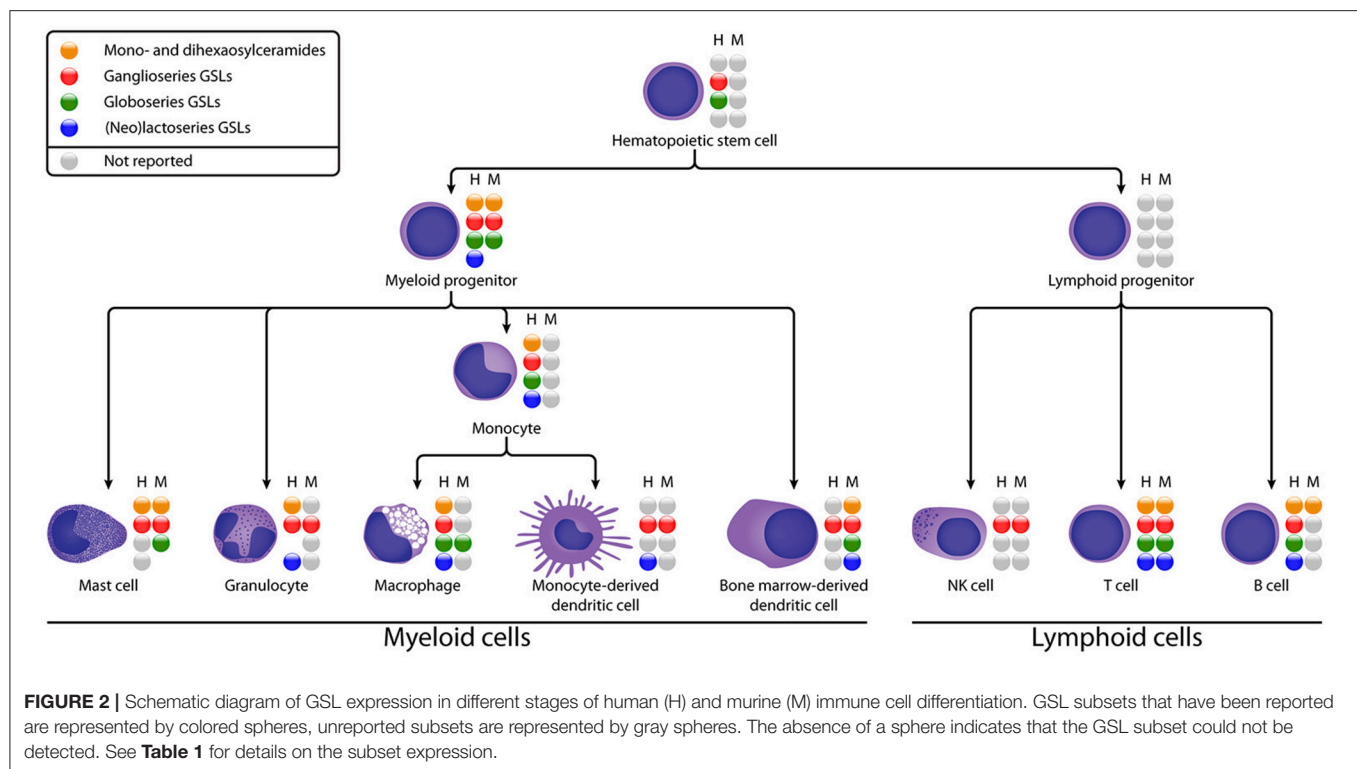 Mono- and dihexaosylceramides
Ganglioseries GSLs
Globoseries GSLs
(Neo)lactoseries GSLs
Not reported
H M
Hematopoietic stem cell
H M
Myeloid progenitor
H M
Lymphoid progenitor
H M
Monocyte
H M
Mast cell
H M
Granulocyte
H M
Macrophage
H M
Monocyte-derived
dendritic cell
H M
Bone marrow-derived
dendritic cell
H M
NK cell
H M
T cell
H M
B cell
Myeloid cells
Lymphoid cells
FIGURE 2 | Schematic diagram of GSL expression in different stages of human (H) and murine (M) immune cell differentiation. GSL subsets that have been reported
are represented by colored spheres, unreported subsets are represented by gray spheres. The absence of a sphere indicates that the GSL subset could not be
detected. See Table 1 for details on the subset expression.